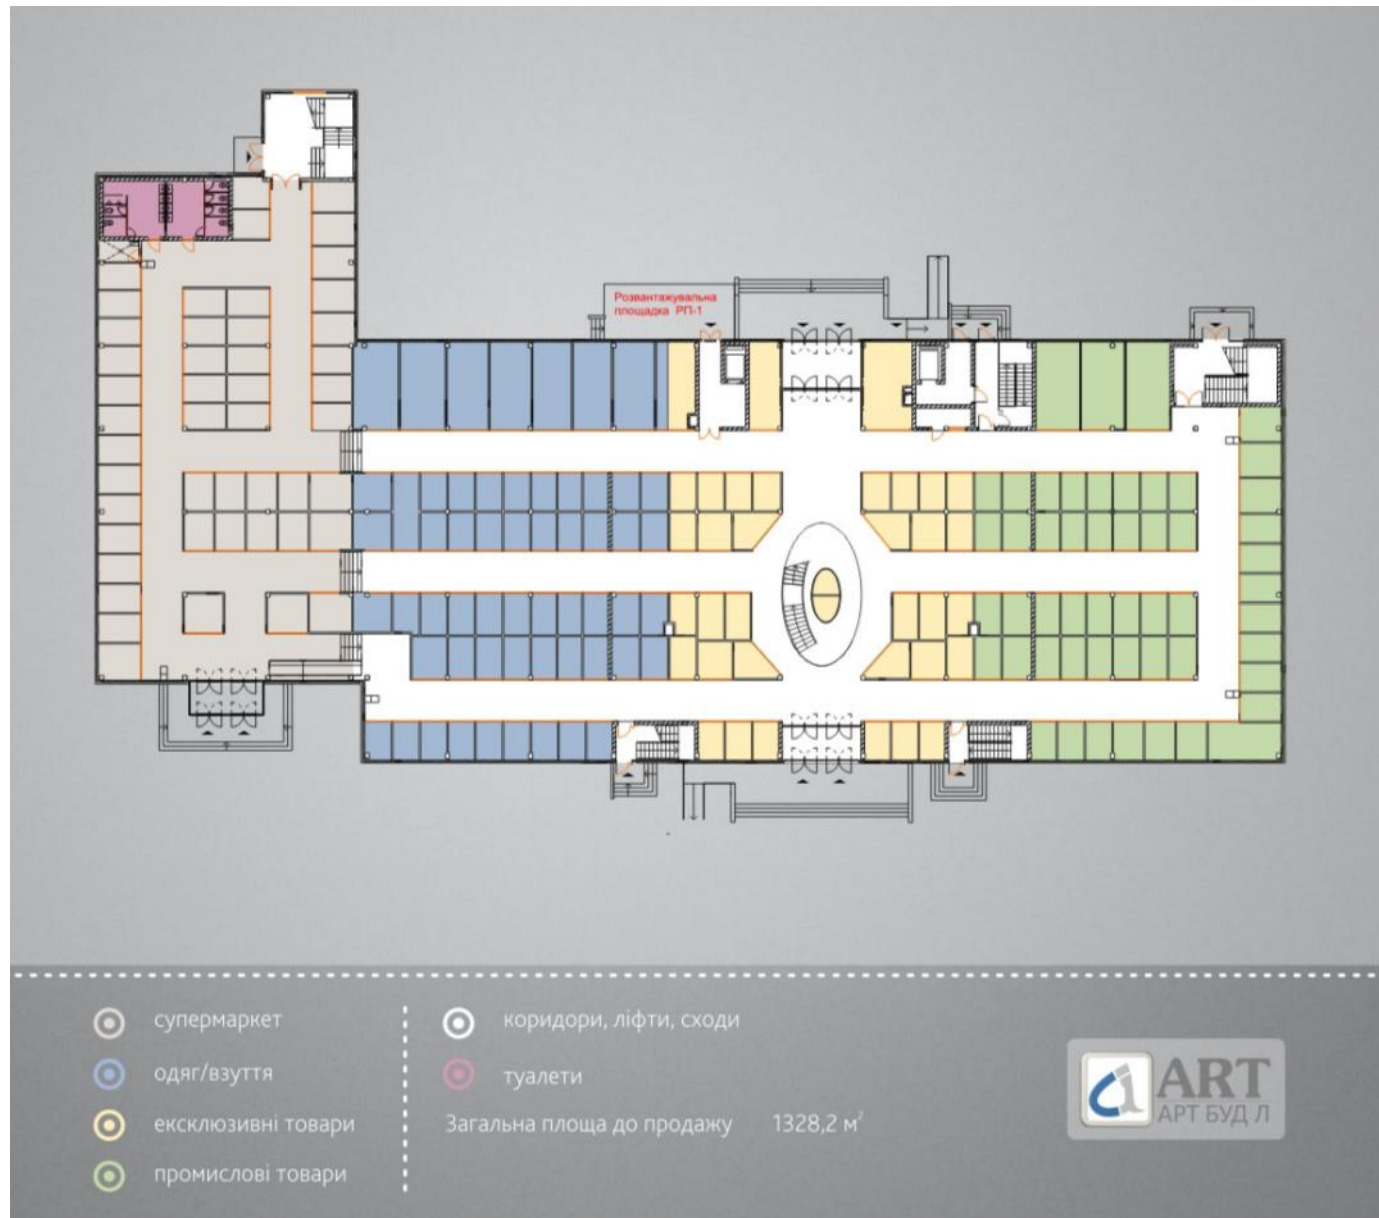 Розвантажувальна
площадка РП-1
супермаркет
одяг/взуття
ексклюзивні товари
промислові товари
коридори, ліфти, сходи
туалети
Загальна площа до продажу 1328,2 м²
ART
АРТ БУД Л